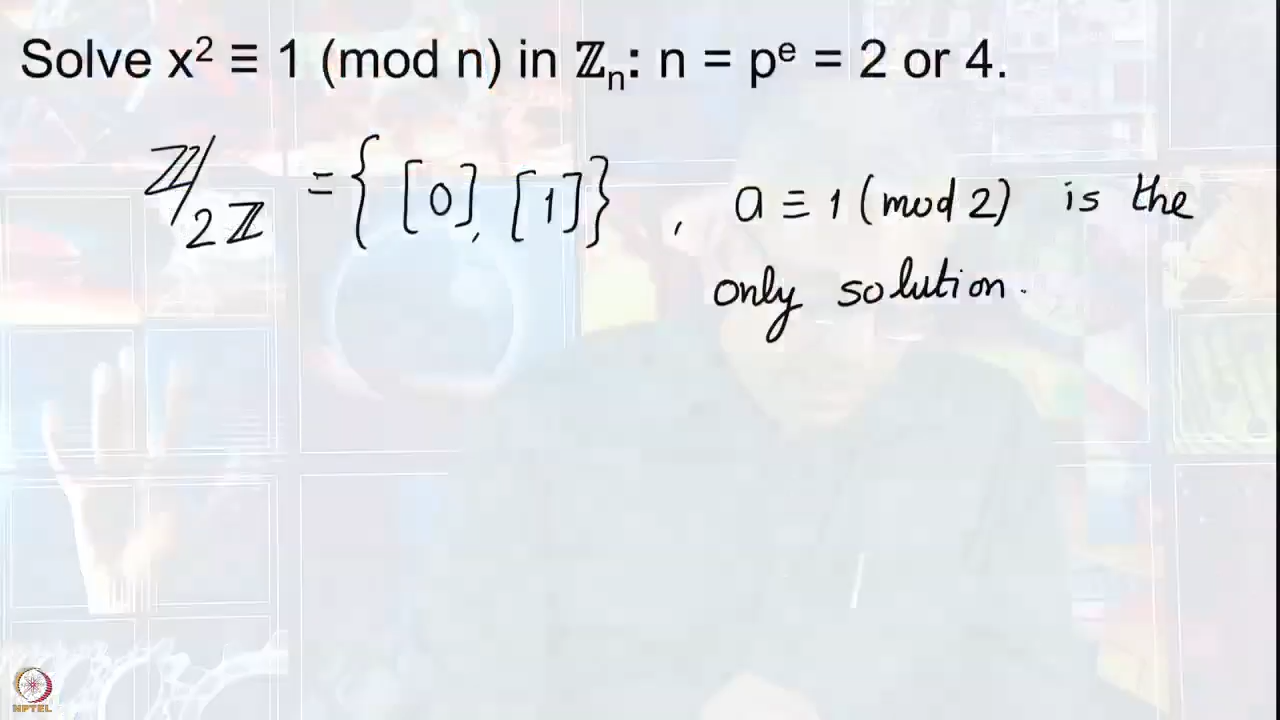 Solve x² ≡ 1 (mod n) in ℤₙ: n = pᵉ = 2 or 4.
ℤ/2ℤ = { [0], [1] } , a ≡ 1 (mod 2) is the
only solution.
NPTEL